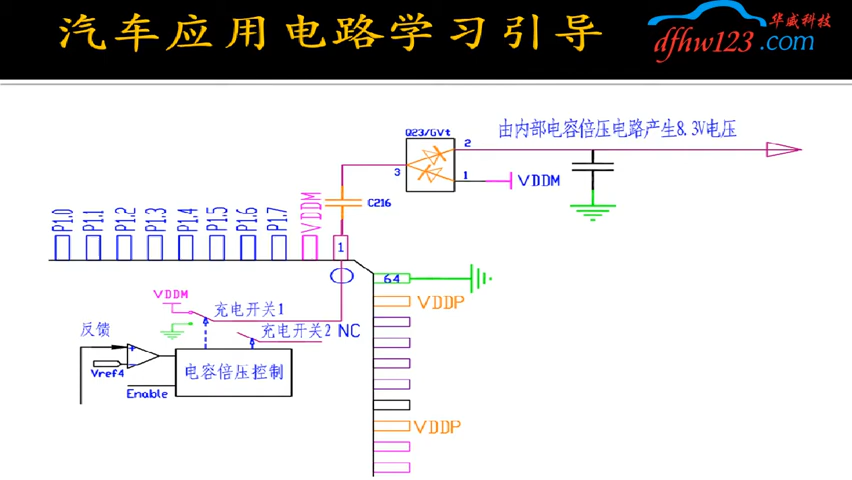 汽车应用电路学习引导
华威科技
dfhw123.com
Q23/GVt
由内部电容倍压电路产生8.3V电压
2
3
1
VDDM
C216
P1.0
P1.1
P1.2
P1.3
P1.4
P1.5
P1.6
P1.7
VDDM
1
64
VDDP
VDDM
充电开关1
反馈
充电开关2 NC
+
-
Vref4
电容倍压控制
Enable
VDDP